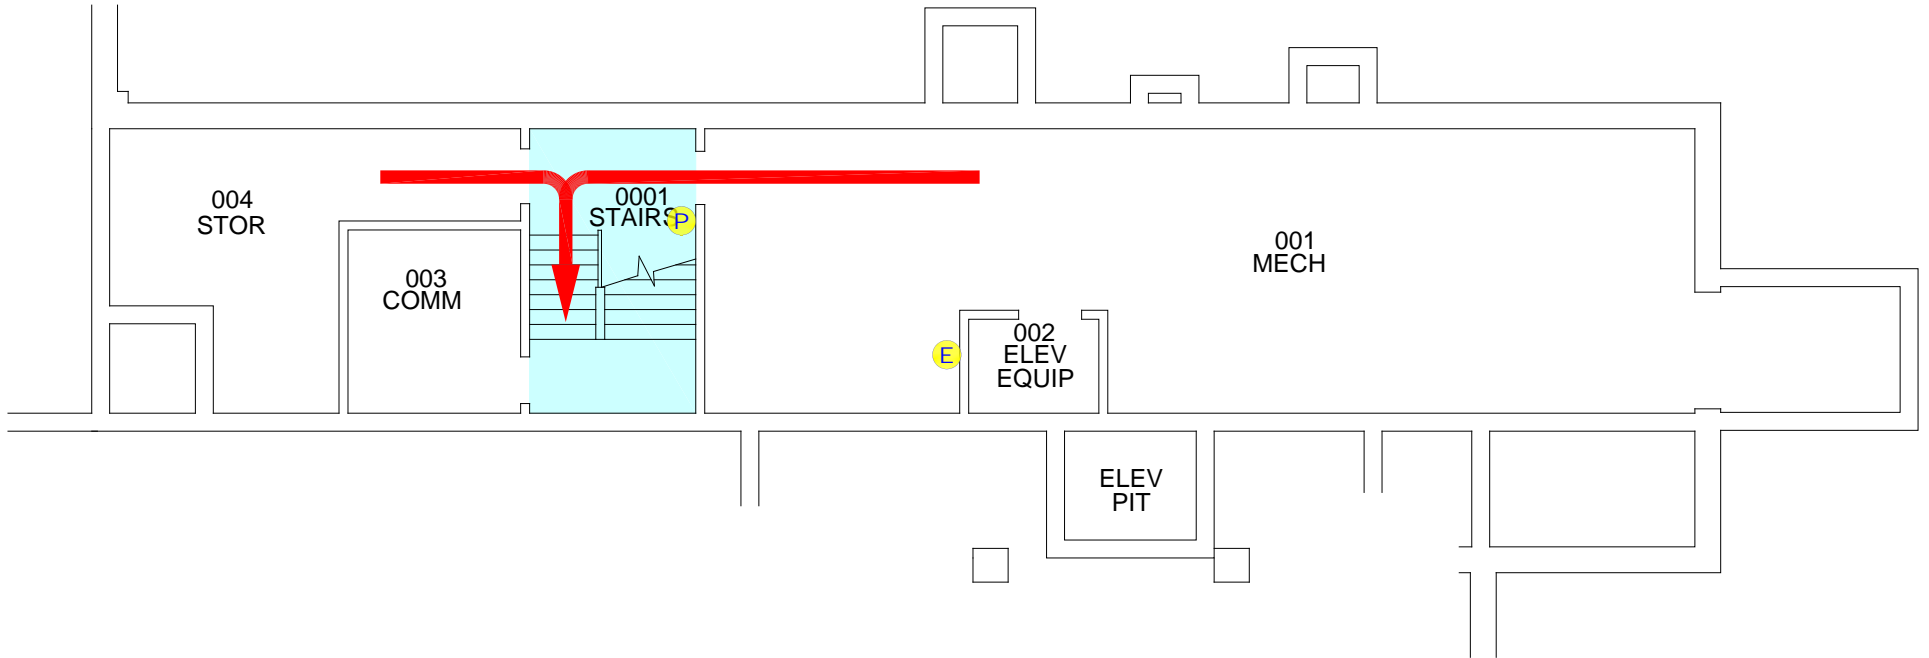 004
STOR
003
COMM
0001
STAIRS
P
001
MECH
E
002
ELEV
EQUIP
ELEV
PIT